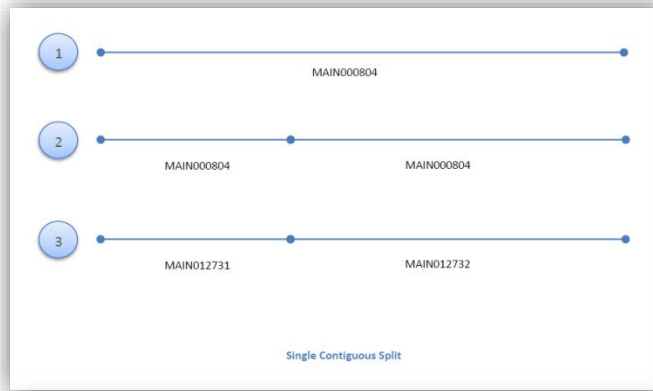 1
MAIN000804
2
MAIN000804 MAIN000804
3
MAIN012731 MAIN012732
Single Contiguous Split